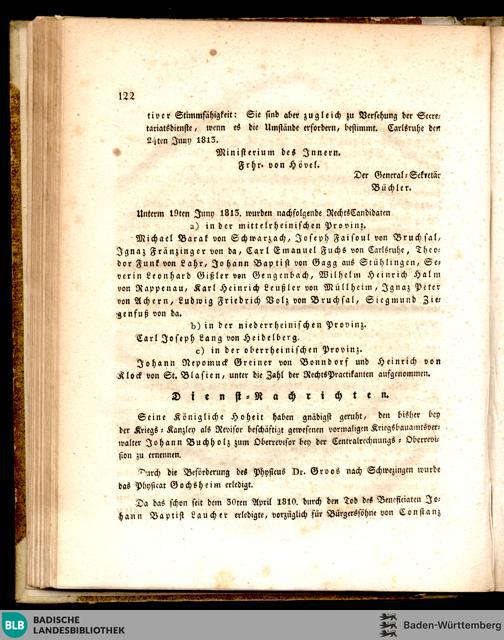 122
tiver Stimmfähigkeit: Sie sind aber zugleich zu Versehung der Secre-
tariatsdienste, wenn es die Umstände erfordern, bestimmt. Carlsruhe den
24ten Juny 1813.
Ministerium des Innern.
Frhr. von Hövel.
Der General-Sekretär
Büchler.
Unterm 19ten Juny 1813. wurden nachfolgende RechtsCandidaten
a) in der mittelrheinischen Provinz.
Michael Barak von Schwarzach, Joseph Faisoul von Bruchsal,
Ignaz Fränzinger von da, Carl Emanuel Fuchs von Carlsruhe, Theo-
dor Funk von Lahr, Johann Baptist von Gagg aus Stühlingen, Se-
verin Leonhard Gißler von Gengenbach, Wilhelm Heinrich Halm
von Rappenau, Karl Heinrich Leußler von Müllheim, Ignaz Peter
von Achern, Ludwig Friedrich Volz von Bruchsal, Siegmund Zie-
genfuß von da.
b) in der niederrheinischen Provinz.
Carl Joseph Lang von Heidelberg.
c) in der oberrheinischen Provinz.
Johann Nepomuck Greiner von Bonndorf und Heinrich von
Klock von St. Blasien, unter die Zahl der RechtsPractikanten aufgenommen.
Dienst-Nachrichten.
Seine Königliche Hoheit haben gnädigst geruht, den bisher bey
der Kriegs-Kanzley als Revisor beschäftigt gewesenen vormaligen Kriegsbauamtsver-
walter Johann Buchholz zum Oberrevisor bey der Centralrechnungs-Oberrevi-
sion zu ernennen.
Durch die Beförderung des Physicus Dr. Groos nach Schwezingen wurde
das Physicat Gochsheim erledigt.
Da das schon seit dem 30ten April 1810. durch den Tod des Beneficiaten Jo-
hann Baptist Laucher erledigte, vorzüglich für Bürgersöhne von Constanz
BLB
BADISCHE
LANDESBIBLIOTHEK
Baden-Württemberg